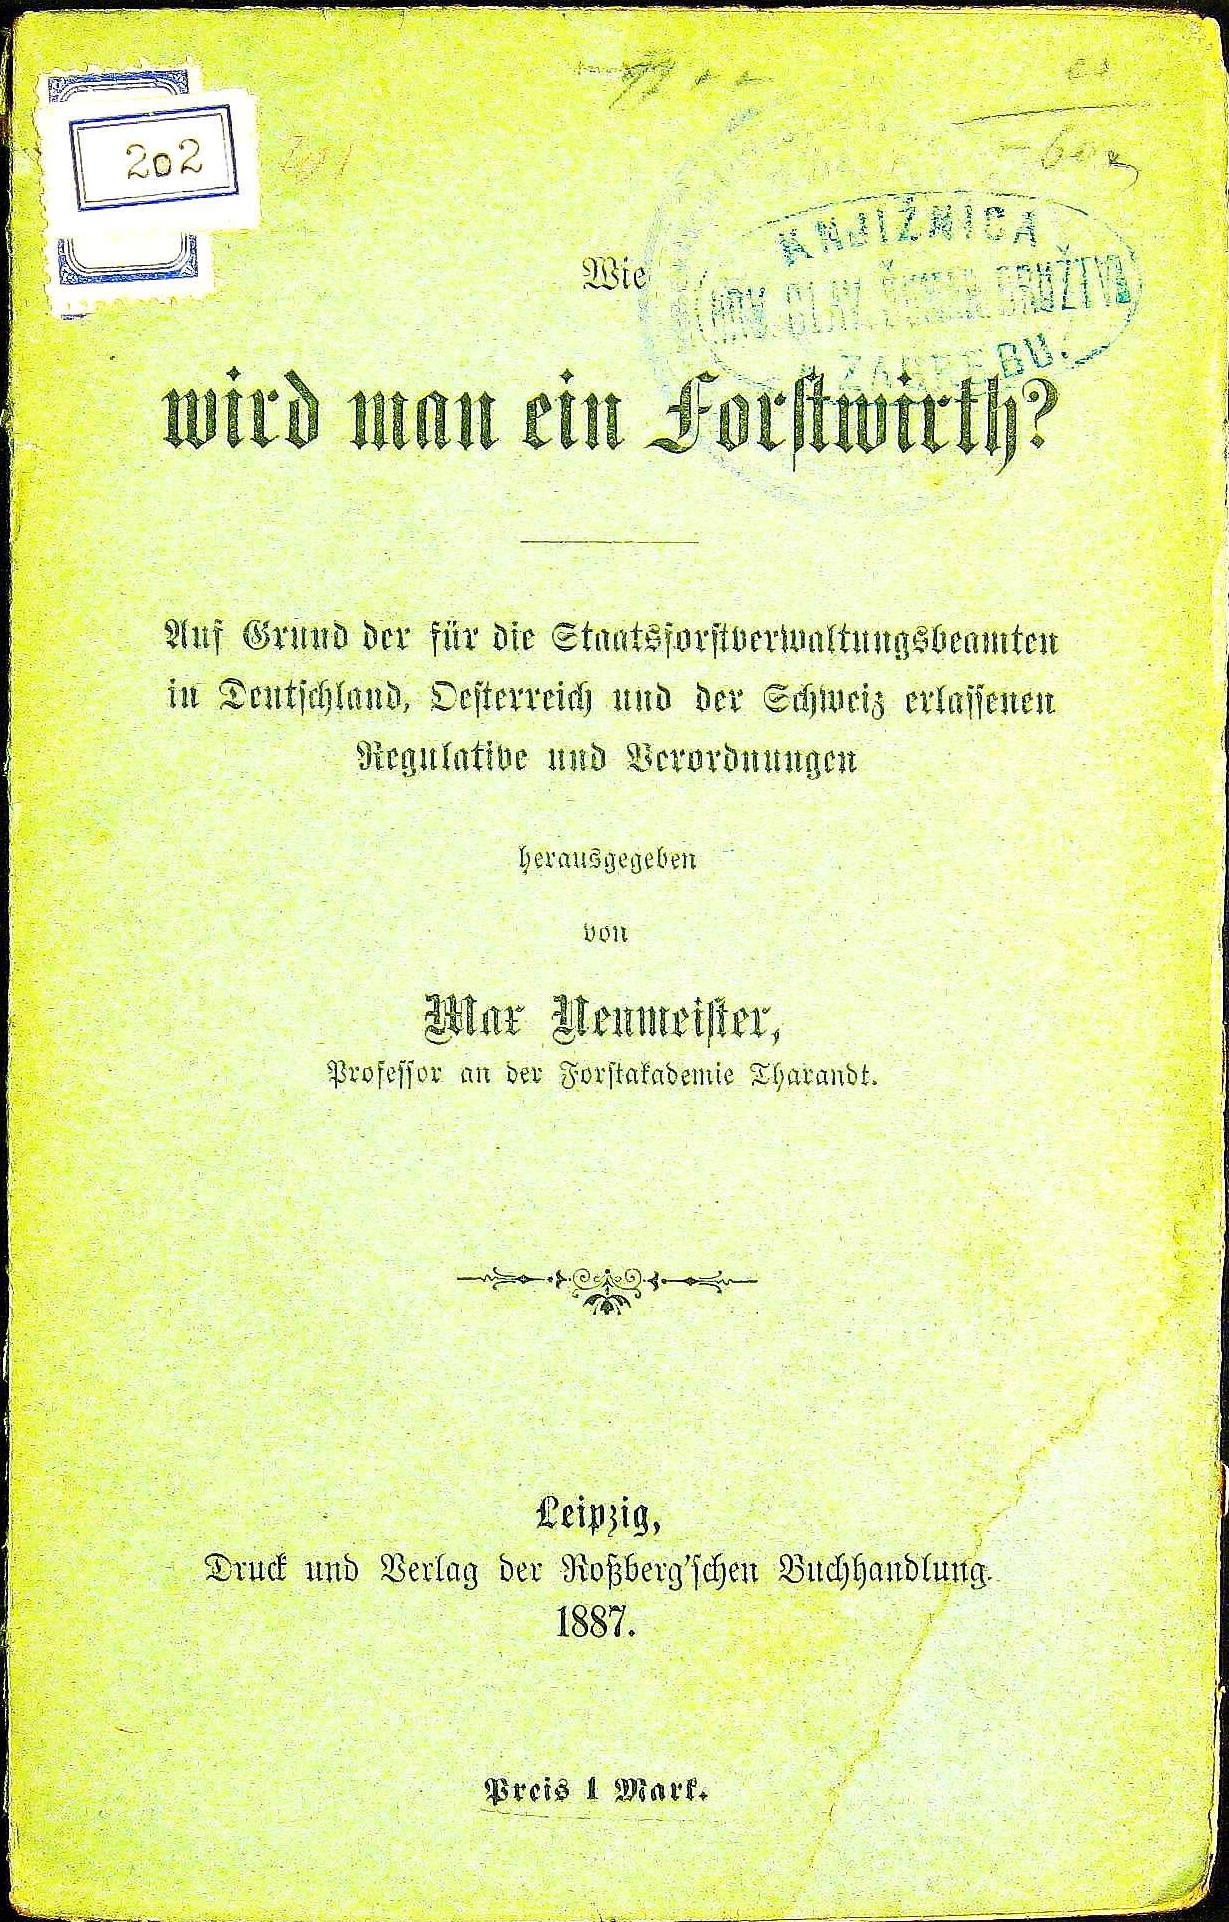 202
Wie
KNJIŽNICA
wird man ein Forstwirth?
Auf Grund der für die Staatsforstverwaltungsbeamten
in Deutschland, Oesterreich und der Schweiz erlassenen
Regulative und Verordnungen
herausgegeben
von
Max Neumeister,
Professor an der Forstakademie Tharandt.
Leipzig,
Druck und Verlag der Roßberg'schen Buchhandlung.
1887.
Preis 1 Mark.